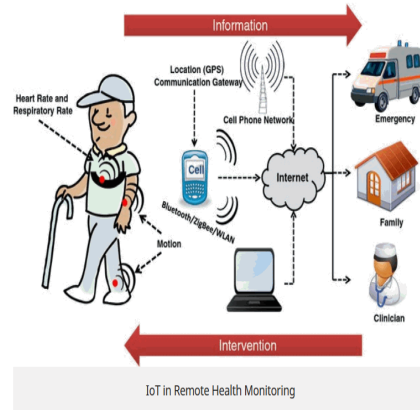 Information
Location (GPS)
Communication Gateway
Heart Rate and
Respiratory Rate
Cell Phone Network
Emergency
Cell
Internet
Bluetooth/ZigBee/WLAN
Family
Motion
Clinician
Intervention
IoT in Remote Health Monitoring